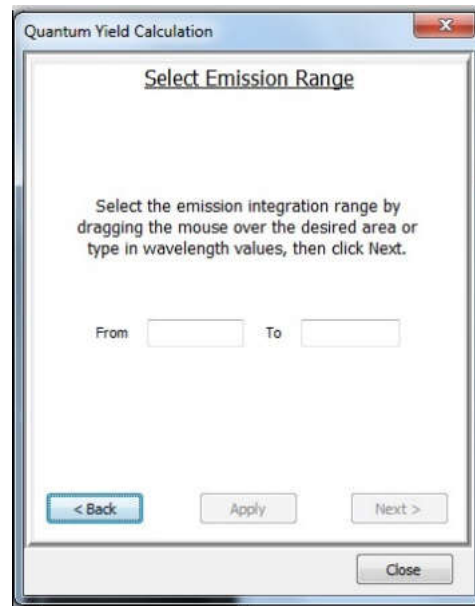 Quantum Yield Calculation
Select Emission Range
Select the emission integration range by
dragging the mouse over the desired area or
type in wavelength values, then click Next.
From To
< Back Apply Next >
Close